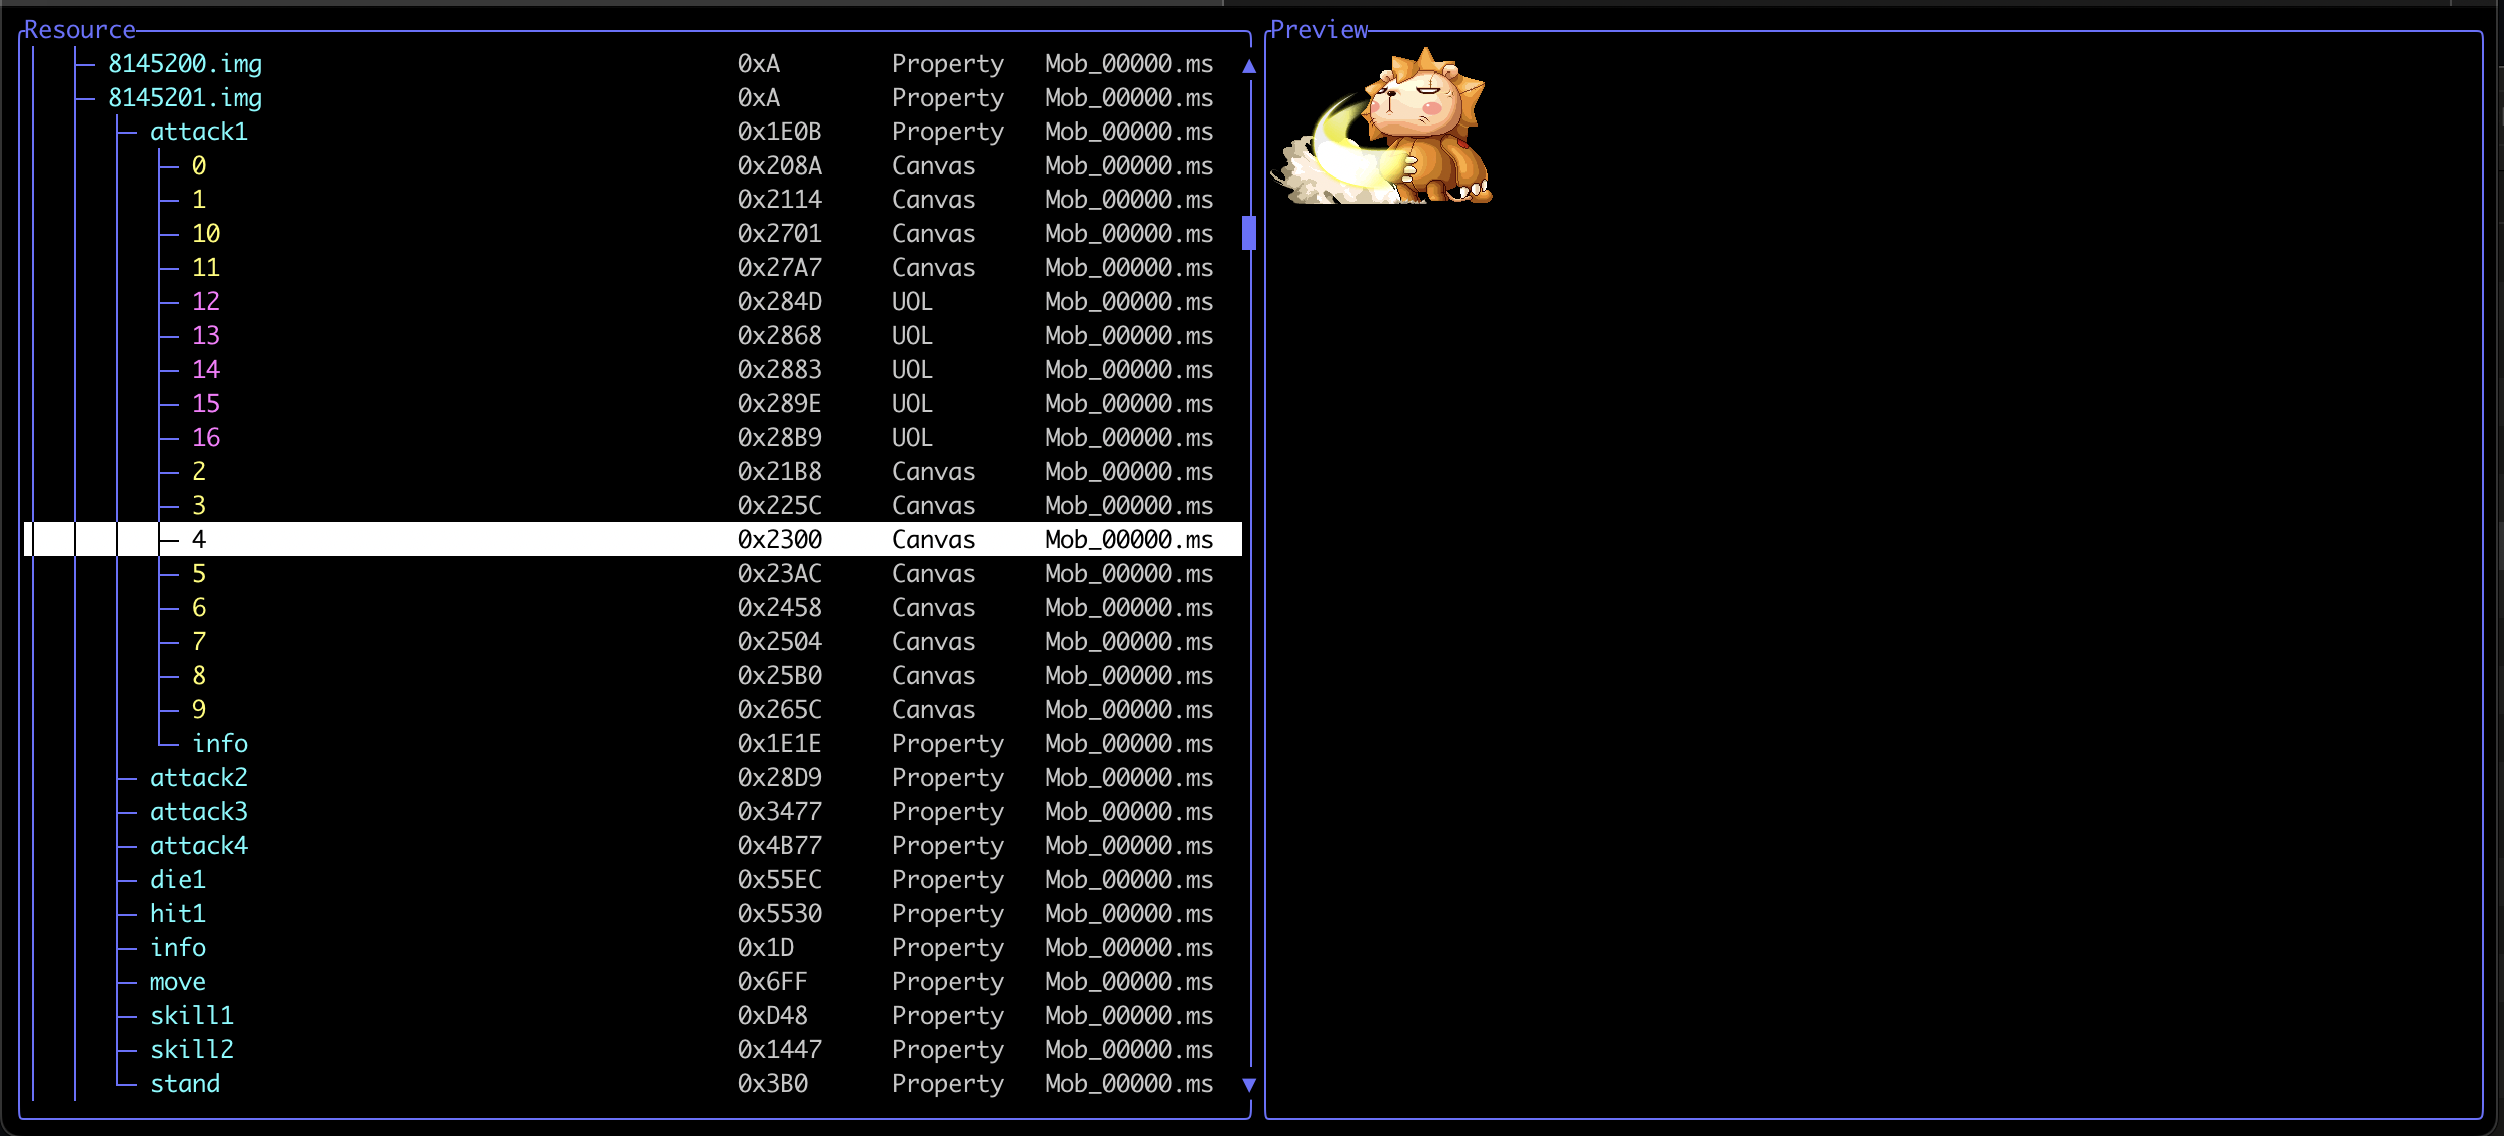 Resource
Preview
8145200.img 0xA Property Mob_00000.ms
8145201.img 0xA Property Mob_00000.ms
attack1 0x1E0B Property Mob_00000.ms
0 0x208A Canvas Mob_00000.ms
1 0x2114 Canvas Mob_00000.ms
10 0x2701 Canvas Mob_00000.ms
11 0x27A7 Canvas Mob_00000.ms
12 0x284D UOL Mob_00000.ms
13 0x2868 UOL Mob_00000.ms
14 0x2883 UOL Mob_00000.ms
15 0x289E UOL Mob_00000.ms
16 0x28B9 UOL Mob_00000.ms
2 0x21B8 Canvas Mob_00000.ms
3 0x225C Canvas Mob_00000.ms
4 0x2300 Canvas Mob_00000.ms
5 0x23AC Canvas Mob_00000.ms
6 0x2458 Canvas Mob_00000.ms
7 0x2504 Canvas Mob_00000.ms
8 0x25B0 Canvas Mob_00000.ms
9 0x265C Canvas Mob_00000.ms
info 0x1E1E Property Mob_00000.ms
attack2 0x28D9 Property Mob_00000.ms
attack3 0x3477 Property Mob_00000.ms
attack4 0x4B77 Property Mob_00000.ms
die1 0x55EC Property Mob_00000.ms
hit1 0x5530 Property Mob_00000.ms
info 0x1D Property Mob_00000.ms
move 0x6FF Property Mob_00000.ms
skill1 0xD48 Property Mob_00000.ms
skill2 0x1447 Property Mob_00000.ms
stand 0x3B0 Property Mob_00000.ms